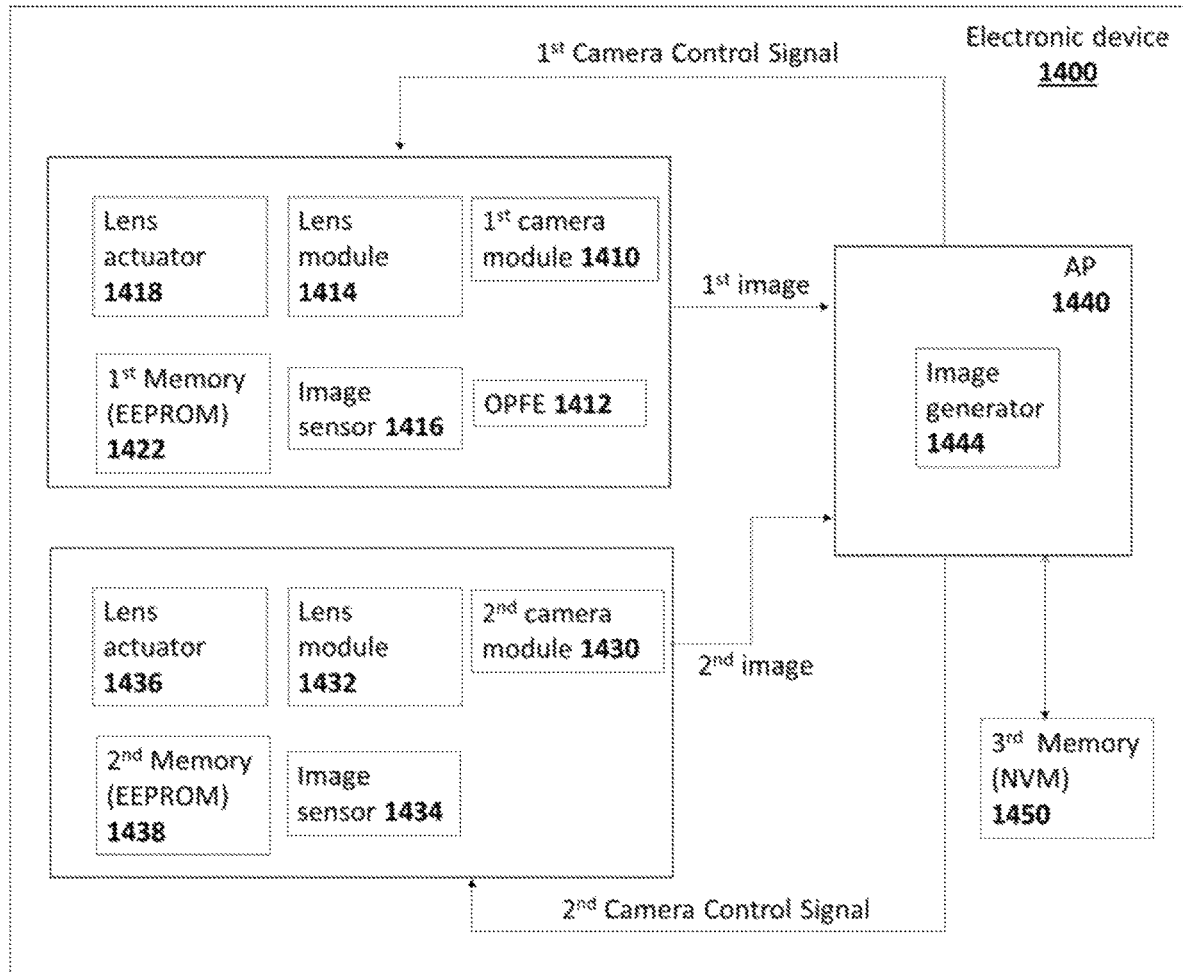 1st Camera Control Signal
Electronic device
1400
Lens
actuator
1418
Lens
module
1414
1st camera
module 1410
1st Memory
(EEPROM)
1422
Image
sensor 1416
OPFE 1412
1st image
AP
1440
Image
generator
1444
Lens
actuator
1436
Lens
module
1432
2nd camera
module 1430
2nd image
2nd Memory
(EEPROM)
1438
Image
sensor 1434
3rd Memory
(NVM)
1450
2nd Camera Control Signal